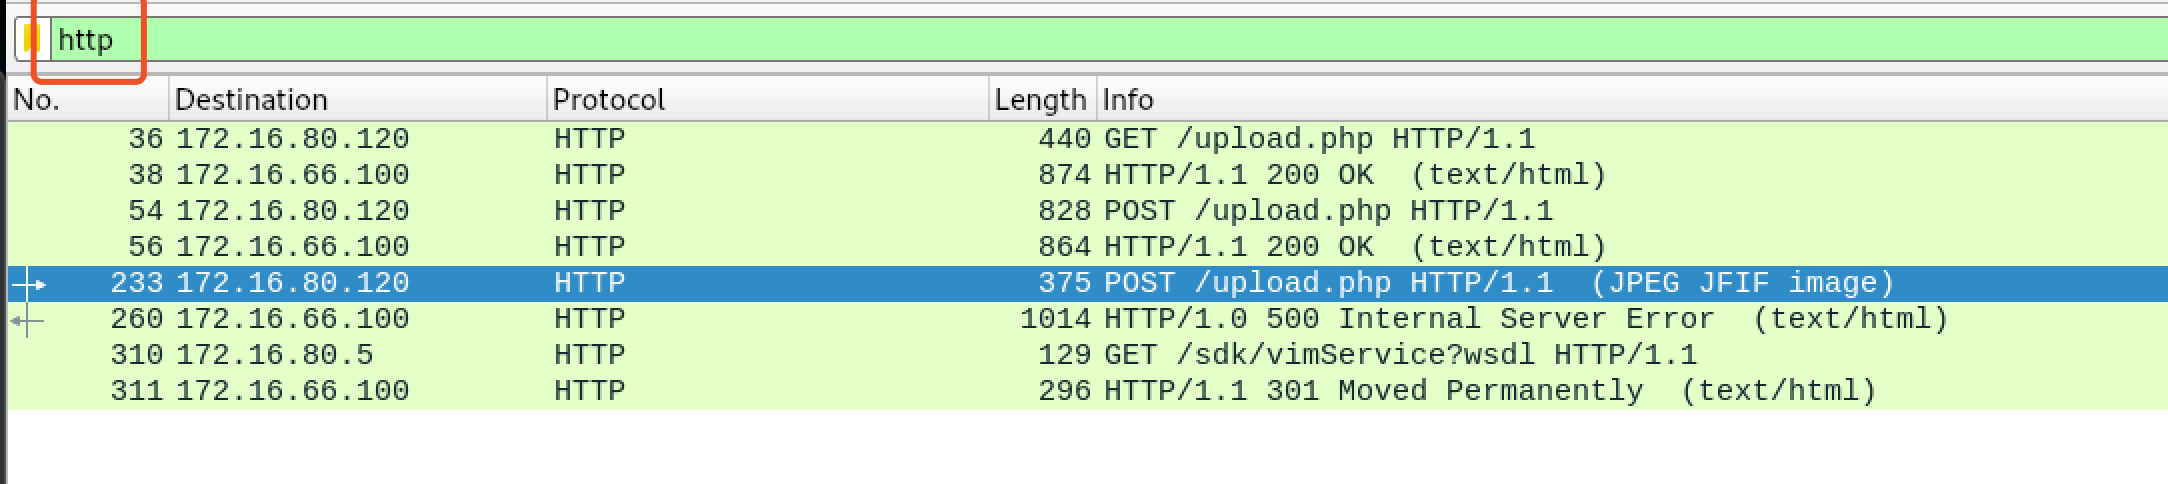 http
No. Destination Protocol Length Info
36 172.16.80.120 HTTP 440 GET /upload.php HTTP/1.1
38 172.16.66.100 HTTP 874 HTTP/1.1 200 OK  (text/html)
54 172.16.80.120 HTTP 828 POST /upload.php HTTP/1.1
56 172.16.66.100 HTTP 864 HTTP/1.1 200 OK  (text/html)
233 172.16.80.120 HTTP 375 POST /upload.php HTTP/1.1  (JPEG JFIF image)
260 172.16.66.100 HTTP 1014 HTTP/1.0 500 Internal Server Error  (text/html)
310 172.16.80.5 HTTP 129 GET /sdk/vimService?wsdl HTTP/1.1
311 172.16.66.100 HTTP 296 HTTP/1.1 301 Moved Permanently  (text/html)